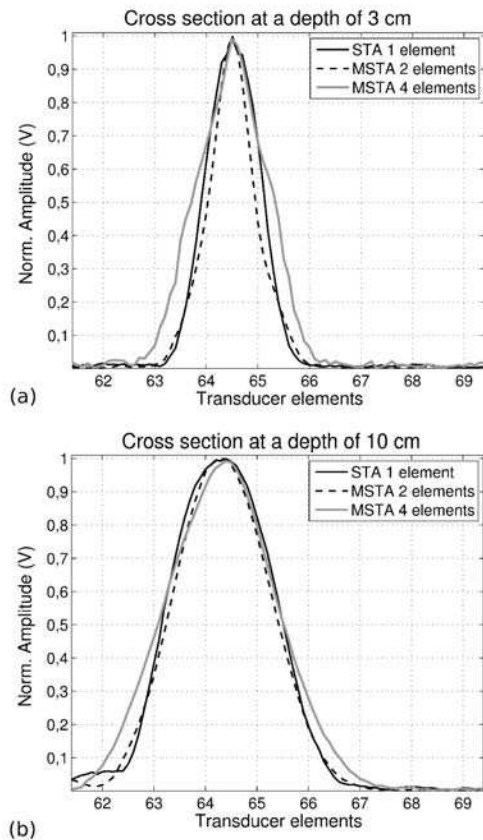 Cross section at a depth of 3 cm
STA 1 element
MSTA 2 elements
MSTA 4 elements
Norm. Amplitude (V)
1
0,9
0,8
0,7
0,6
0,5
0,4
0,3
0,2
0,1
62 63 64 65 66 67 68 69
Transducer elements
(a)
Cross section at a depth of 10 cm
STA 1 element
MSTA 2 elements
MSTA 4 elements
Norm. Amplitude (V)
1
0,9
0,8
0,7
0,6
0,5
0,4
0,3
0,2
0,1
62 63 64 65 66 67 68 69
Transducer elements
(b)